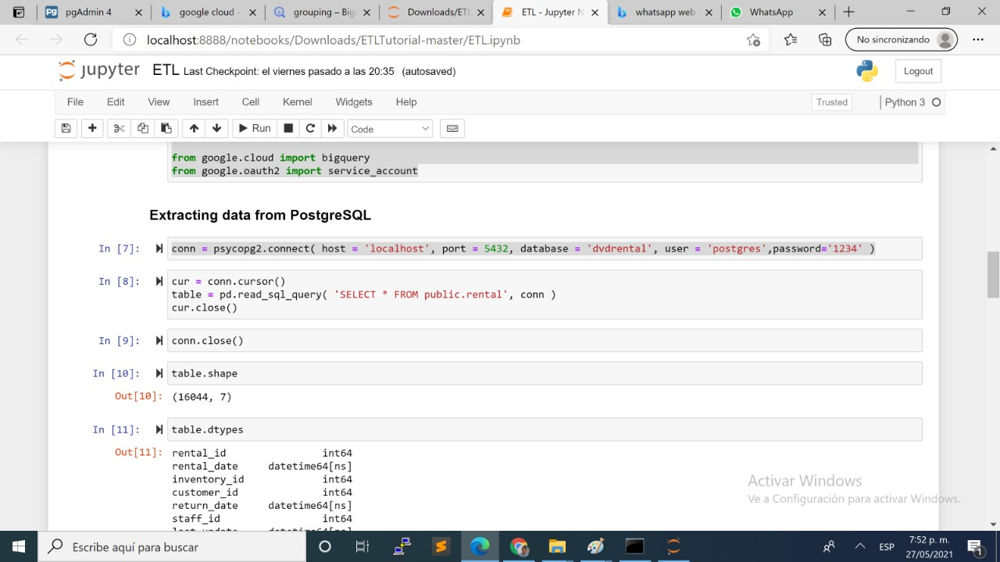 pgAdmin 4
google cloud -
grouping – Big
Downloads/ETL
ETL - Jupyter N
whatsapp web
WhatsApp
localhost:8888/notebooks/Downloads/ETLTutorial-master/ETL.ipynb
No sincronizando
jupyter ETL Last Checkpoint: el viernes pasado a las 20:35 (autosaved)
Logout
File Edit View Insert Cell Kernel Widgets Help
Trusted
Python 3
Run
Code
from google.cloud import bigquery
from google.oauth2 import service_account
Extracting data from PostgreSQL
In [7]: conn = psycopg2.connect( host = 'localhost', port = 5432, database = 'dvdrental', user = 'postgres',password='1234' )
In [8]: cur = conn.cursor()
table = pd.read_sql_query( 'SELECT * FROM public.rental', conn )
cur.close()
In [9]: conn.close()
In [10]: table.shape
Out[10]: (16044, 7)
In [11]: table.dtypes
Out[11]: rental_id int64
rental_date datetime64[ns]
inventory_id int64
customer_id int64
return_date datetime64[ns]
staff_id int64
last_update datetime64[ns]
Activar Windows
Ve a Configuración para activar Windows.
Escribe aquí para buscar
ESP
7:52 p. m.
27/05/2021
1